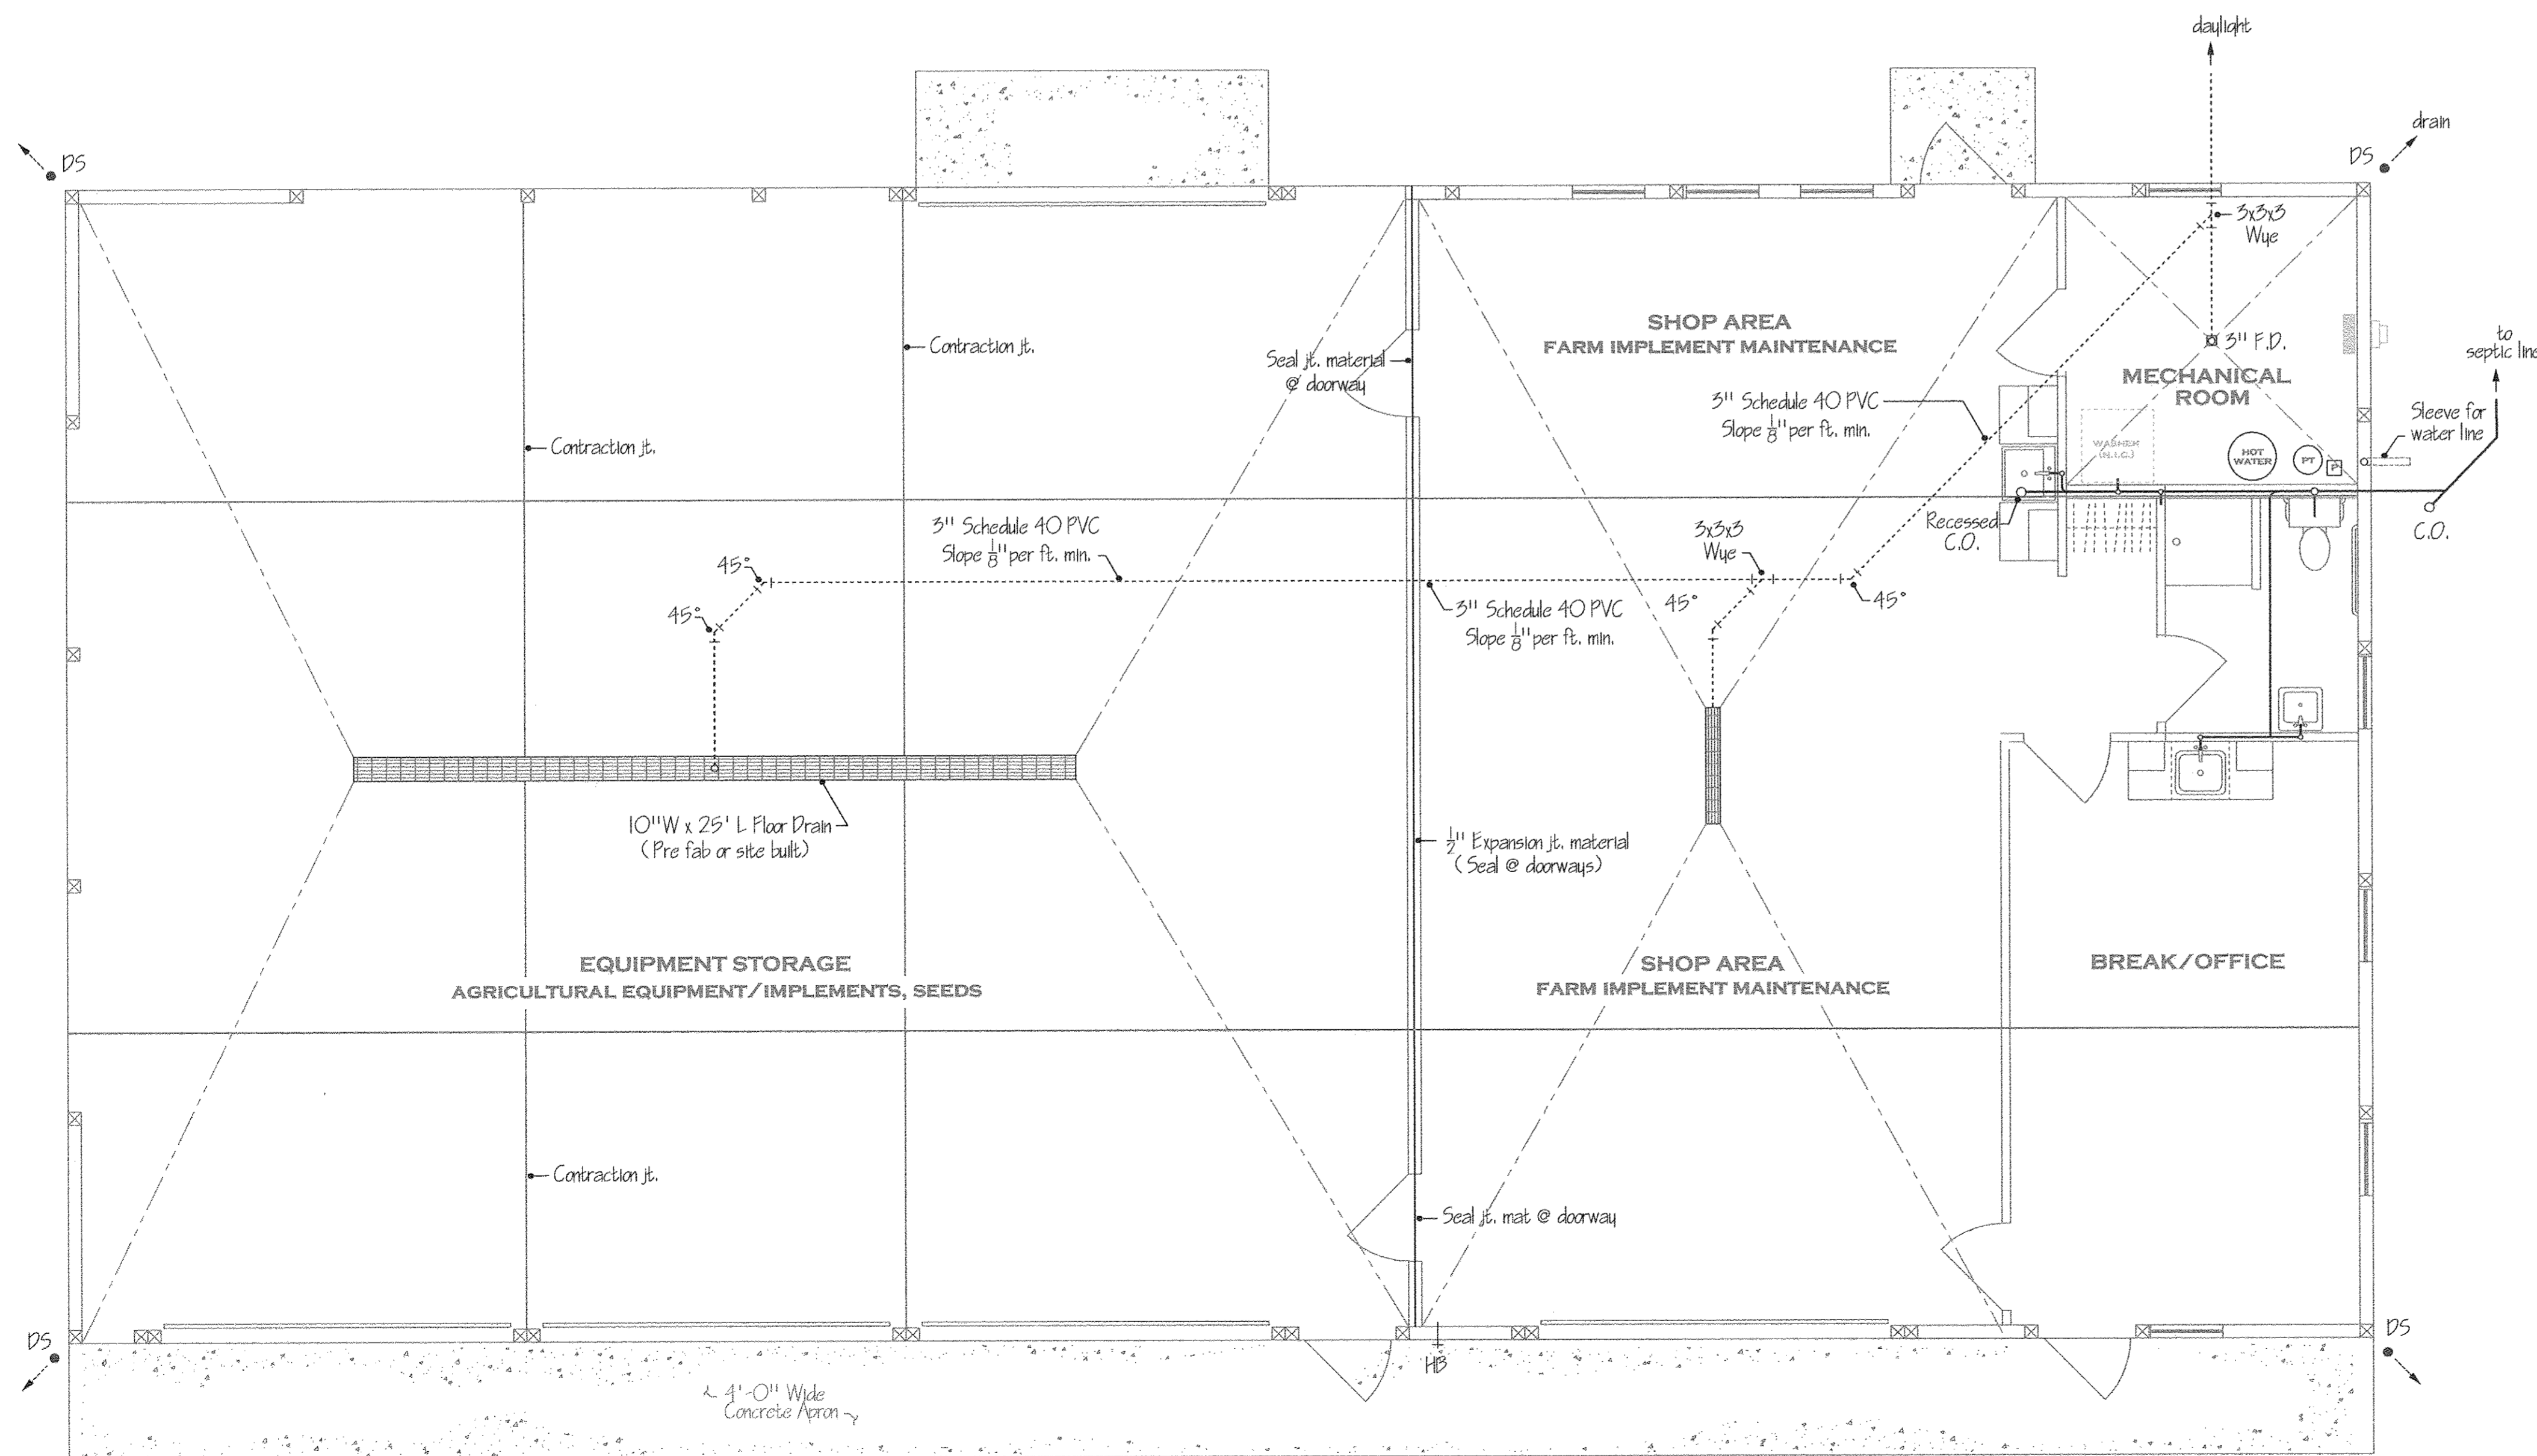 daylight
drain
DS
DS
3x3x3
Wye
SHOP AREA
FARM IMPLEMENT MAINTENANCE
to
septic line
3" F.D.
Contraction jt.
Seal jt. material
@ doorway
MECHANICAL
ROOM
3" Schedule 40 PVC
Slope 1/8" per ft. min.
Sleeve for
water line
Contraction jt.
WASHER
(N.I.C.)
HOT
WATER
PT
P
Recessed
C.O.
C.O.
3" Schedule 40 PVC
Slope 1/8" per ft. min.
3x3x3
Wye
45°
45°
45°
45°
3" Schedule 40 PVC
Slope 1/8" per ft. min.
10"W x 25' L Floor Drain
(Pre fab or site built)
1/2" Expansion jt. material
(Seal @ doorways)
EQUIPMENT STORAGE
AGRICULTURAL EQUIPMENT/IMPLEMENTS, SEEDS
SHOP AREA
FARM IMPLEMENT MAINTENANCE
BREAK/OFFICE
Contraction jt.
Seal jt. mat @ doorway
DS
DS
HB
4'-0" Wide
Concrete Apron